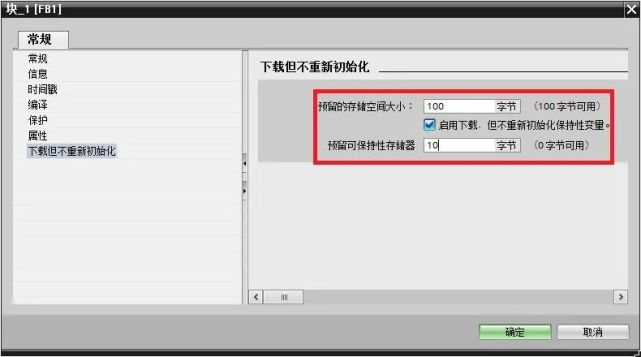 块_1 [FB1]
常规
常规
信息
时间戳
编译
保护
属性
下载但不重新初始化
下载但不重新初始化
预留的存储空间大小： 100 字节 （100 字节可用）
启用下载，但不重新初始化保持性变量。
预留可保持性存储器 10 字节 （0 字节可用）
确定 取消